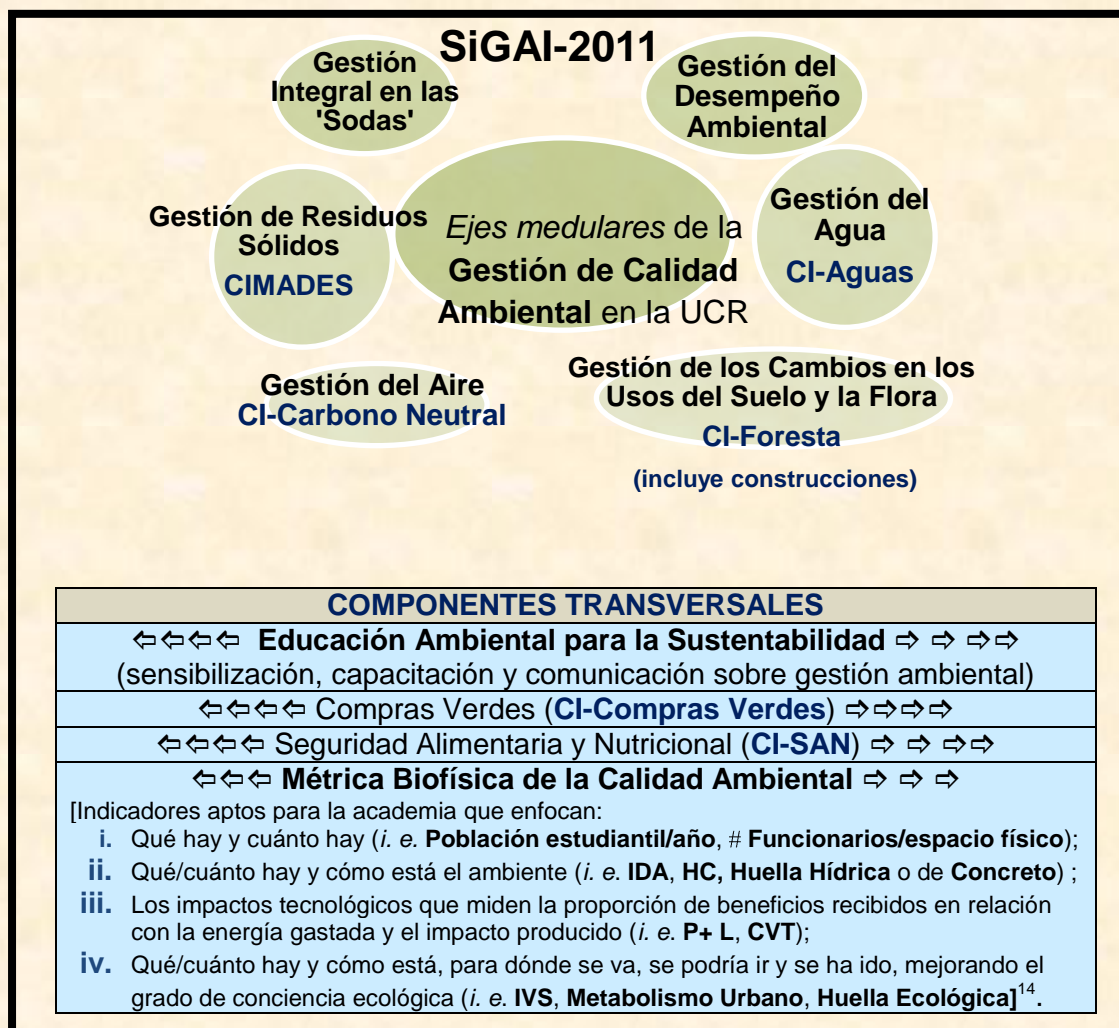 SiGAI-2011
Gestión
Integral en las
'Sodas'
Gestión del
Desempeño
Ambiental
Gestión de Residuos
Sólidos
CIMADES
Ejes medulares de la
Gestión de Calidad
Ambiental en la UCR
Gestión del
Agua
CI-Aguas
Gestión del Aire
CI-Carbono Neutral
Gestión de los Cambios en los
Usos del Suelo y la Flora
CI-Foresta
(incluye construcciones)
COMPONENTES TRANSVERSALES
⇦⇦⇦⇦ Educación Ambiental para la Sustentabilidad ⇨ ⇨ ⇨⇨
(sensibilización, capacitación y comunicación sobre gestión ambiental)
⇦⇦⇦⇦ Compras Verdes (CI-Compras Verdes) ⇨⇨⇨⇨
⇦⇦⇦⇦ Seguridad Alimentaria y Nutricional (CI-SAN) ⇨ ⇨ ⇨⇨
⇦⇦⇦ Métrica Biofísica de la Calidad Ambiental ⇨ ⇨ ⇨
[Indicadores aptos para la academia que enfocan:
i. Qué hay y cuánto hay (i. e. Población estudiantil/año, # Funcionarios/espacio físico);
ii. Qué/cuánto hay y cómo está el ambiente (i. e. IDA, HC, Huella Hídrica o de Concreto) ;
iii. Los impactos tecnológicos que miden la proporción de beneficios recibidos en relación
con la energía gastada y el impacto producido (i. e. P+ L, CVT);
iv. Qué/cuánto hay y cómo está, para dónde se va, se podría ir y se ha ido, mejorando el
grado de conciencia ecológica (i. e. IVS, Metabolismo Urbano, Huella Ecológica]14.